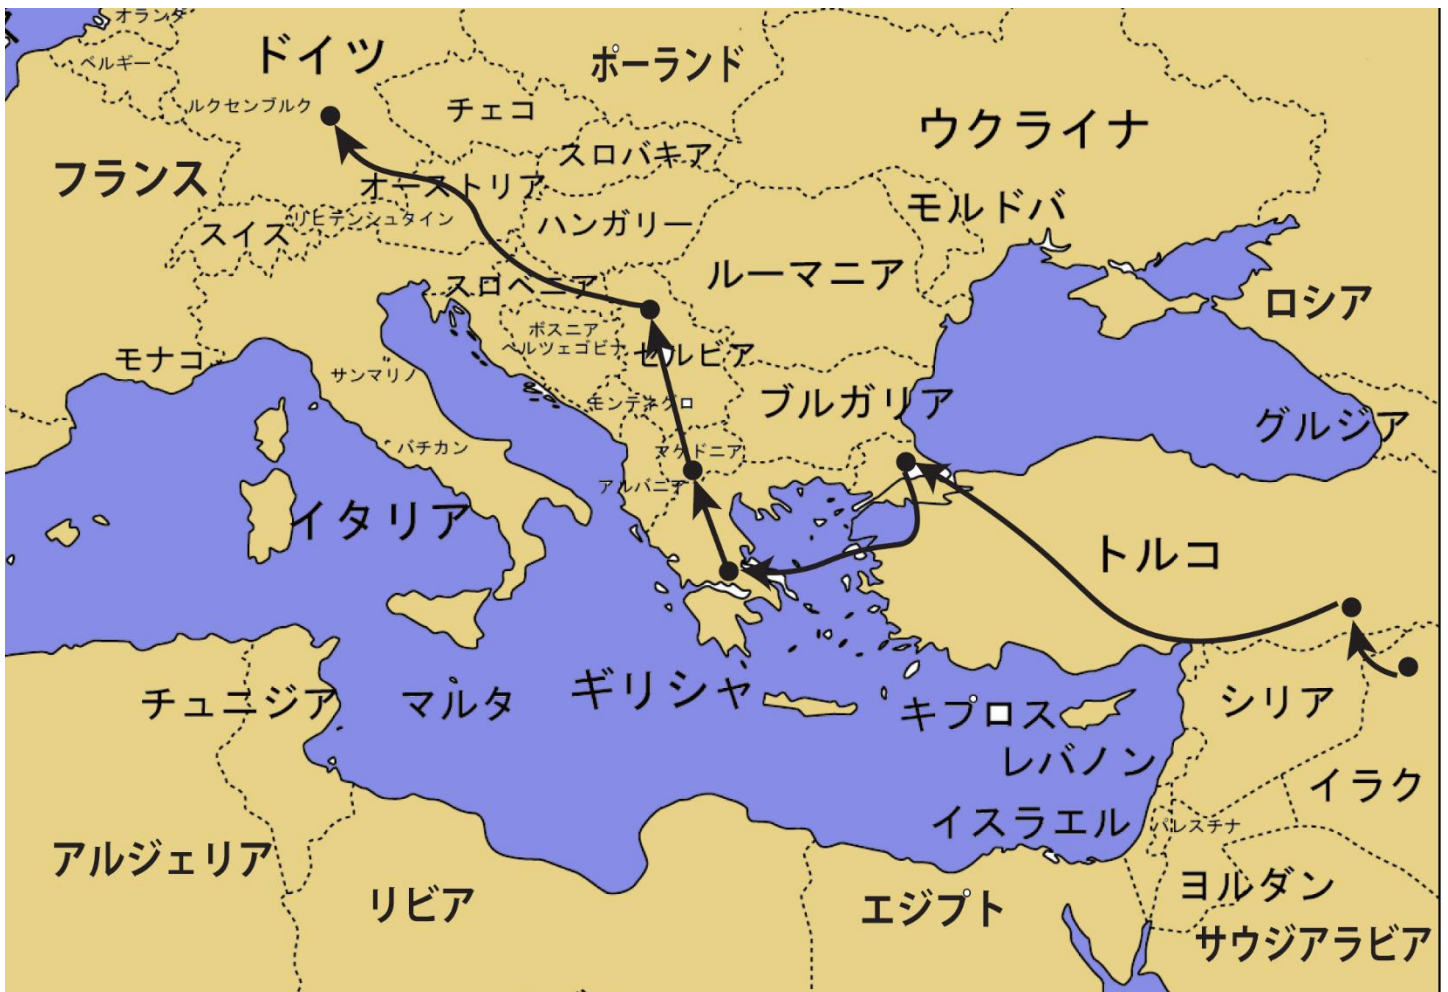 オランダ
ドイツ
ポーランド
ベルギー
ルクセンブルク
チェコ
ウクライナ
スロバキア
フランス
オーストリア
モルドバ
リヒテンシュタイン
スイス
ハンガリー
ルーマニア
スロベニア
ロシア
ボスニア
ヘルツェゴビナ
セルビア
モナコ
サンマリノ
モンテネグロ
ブルガリア
グルジア
バチカン
マケドニア
アルバニア
イタリア
トルコ
ギリシャ
チュニジア
マルタ
シリア
キプロス
レバノン
イラク
イスラエル
パレスチナ
アルジェリア
ヨルダン
リビア
エジプト
サウジアラビア